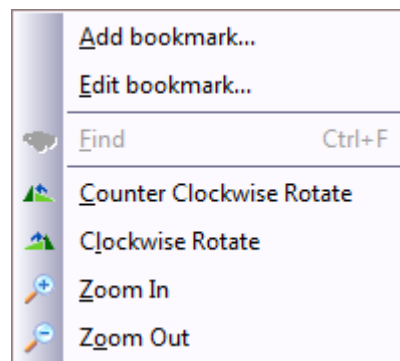 Add bookmark...
Edit bookmark...
Find Ctrl+F
Counter Clockwise Rotate
Clockwise Rotate
Zoom In
Zoom Out